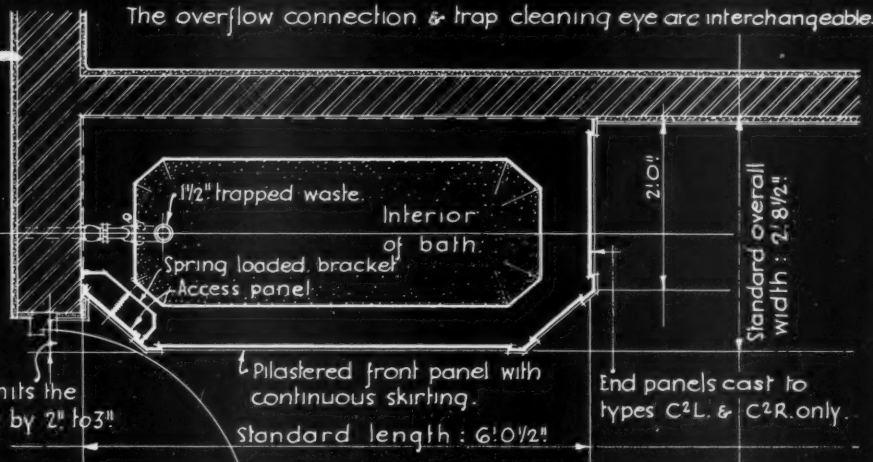 The overflow connection & trap cleaning eye are interchangeable.
1½" trapped waste.
Interior
of bath.
2'.0".
Standard overall
width : 2'.8½".
Spring loaded bracket
Access panel
Pilastered front panel with
continuous skirting.
End panels cast to
types C²L. & C²R. only.
by 2" to 3".
Standard length : 6'.0½".